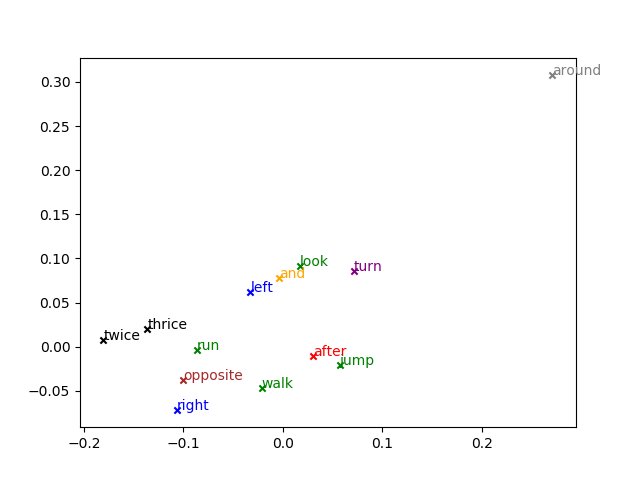 around
0.30
0.25
0.20
0.15
0.10
look
turn
and
left
0.05
thrice
twice
run
0.00
after
jump
opposite
walk
−0.05
right
−0.2
−0.1
0.0
0.1
0.2